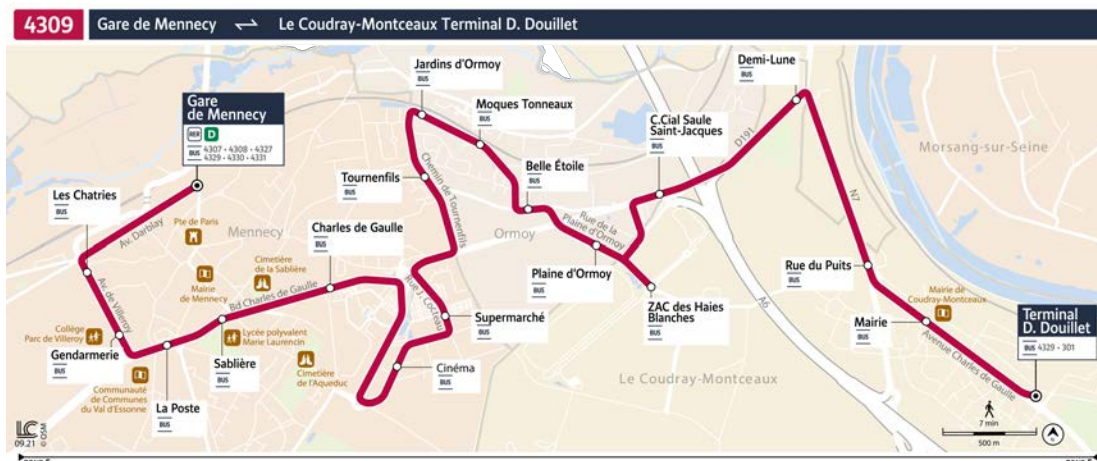 4309 Gare de Mennecy ⇌ Le Coudray-Montceaux Terminal D. Douillet
Jardins d'Ormoy
BUS
Demi-Lune
BUS
Moques Tonneaux
BUS
Gare
de Mennecy
RER D
BUS 4307 • 4308 • 4327
4329 • 4330 • 4331
C.Cial Saule
Saint-Jacques
BUS
D191
Morsang-sur-Seine
Belle Étoile
BUS
Tournenfils
BUS
Chemin de Tournenfils
Les Chatries
BUS
Av. Darblay
Pte de Paris
Mennecy
Charles de Gaulle
BUS
Rue de la
Plaine d'Ormoy
Ormoy
N7
Cimetière
de la Sablière
Mairie
de Mennecy
Plaine d'Ormoy
BUS
Rue du Puits
BUS
Av. de Villeroy
Bd Charles de Gaulle
Rue J. Cocteau
A6
ZAC des Haies
Blanches
BUS
Mairie de
Coudray-Montceaux
Collège
Parc de Villeroy
Lycée polyvalent
Marie Laurencin
Supermarché
BUS
Mairie
BUS
Terminal
D. Douillet
BUS 4329 • 301
Gendarmerie
BUS
Sablière
BUS
Cimetière
de l'Aqueduc
Cinéma
BUS
Avenue Charles de Gaulle
Le Coudray-Montceaux
Communauté
de Communes
du Val d'Essonne
La Poste
BUS
7 min
500 m
N
LC
09.21
© OSM